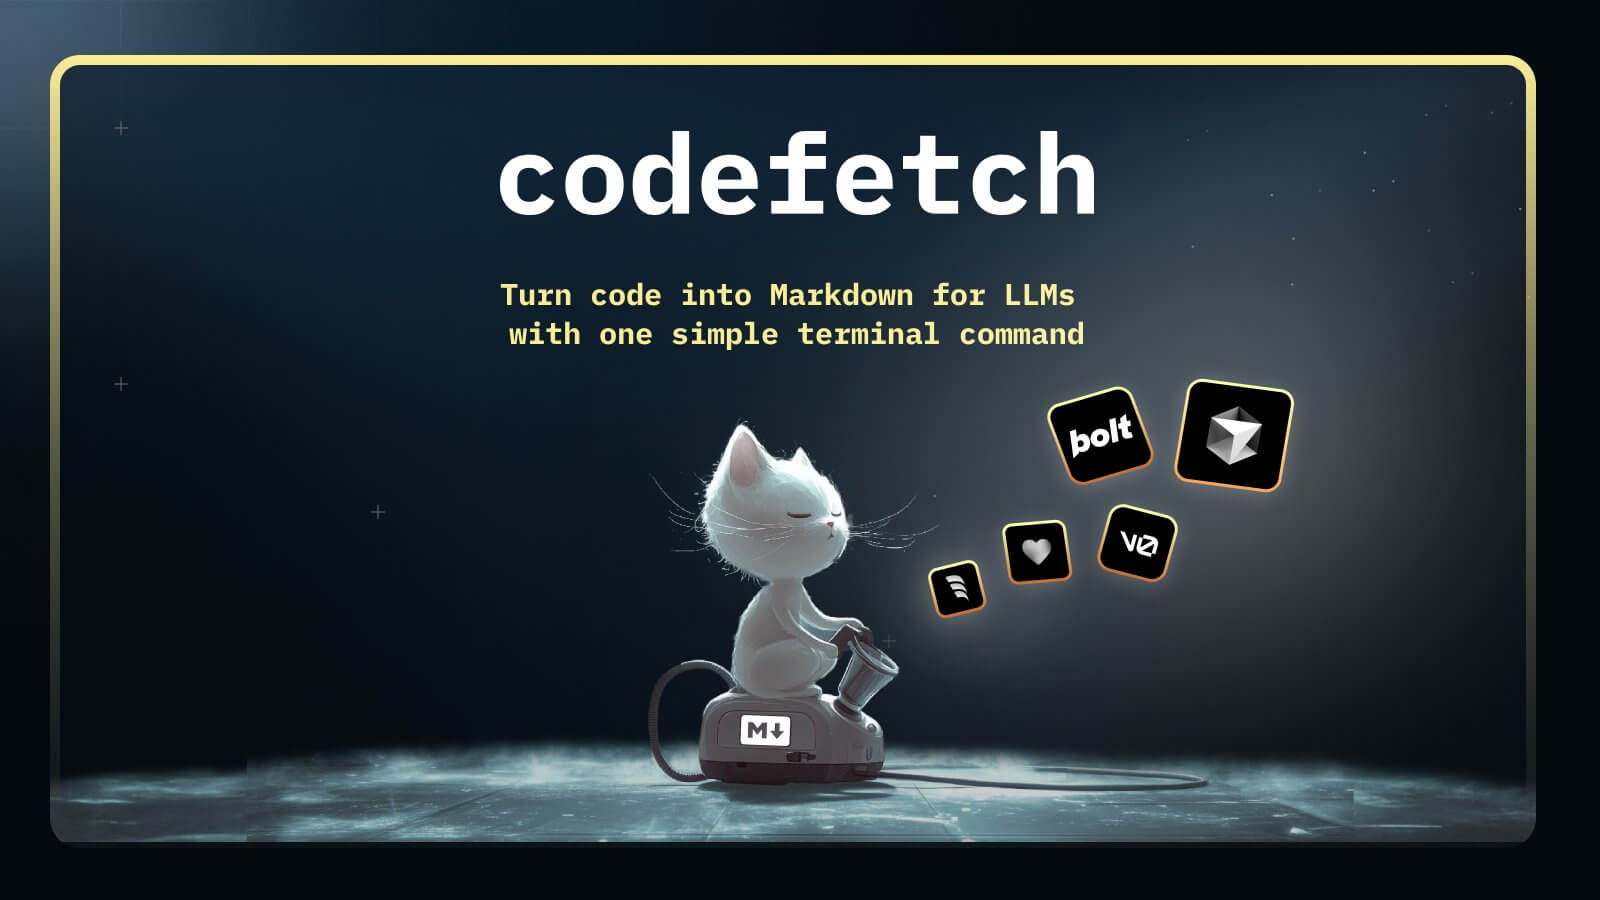 codefetch
Turn code into Markdown for LLMs
with one simple terminal command
bolt
v0
M↓